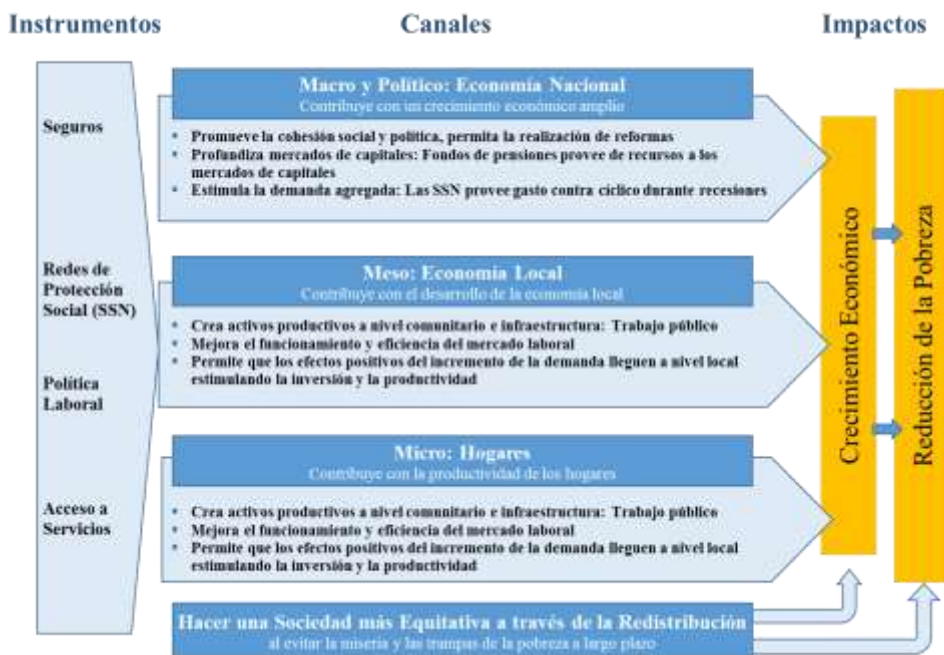 Instrumentos
Canales
Impactos
Seguros
Redes de
Protección
Social (SSN)
Política
Laboral
Acceso a
Servicios
Macro y Político: Economía Nacional
Contribuye con un crecimiento económico amplio
• Promueve la cohesión social y política, permita la realización de reformas
• Profundiza mercados de capitales: Fondos de pensiones provee de recursos a los
mercados de capitales
• Estimula la demanda agregada: Las SSN provee gasto contra cíclico durante recesiones
Meso: Economía Local
Contribuye con el desarrollo de la economía local
• Crea activos productivos a nivel comunitario e infraestructura: Trabajo público
• Mejora el funcionamiento y eficiencia del mercado laboral
• Permite que los efectos positivos del incremento de la demanda lleguen a nivel local
estimulando la inversión y la productividad
Micro: Hogares
Contribuye con la productividad de los hogares
• Crea activos productivos a nivel comunitario e infraestructura: Trabajo público
• Mejora el funcionamiento y eficiencia del mercado laboral
• Permite que los efectos positivos del incremento de la demanda lleguen a nivel local
estimulando la inversión y la productividad
Hacer una Sociedad más Equitativa a través de la Redistribución
al evitar la miseria y las trampas de la pobreza a largo plazo
Crecimiento Económico
Reducción de la Pobreza